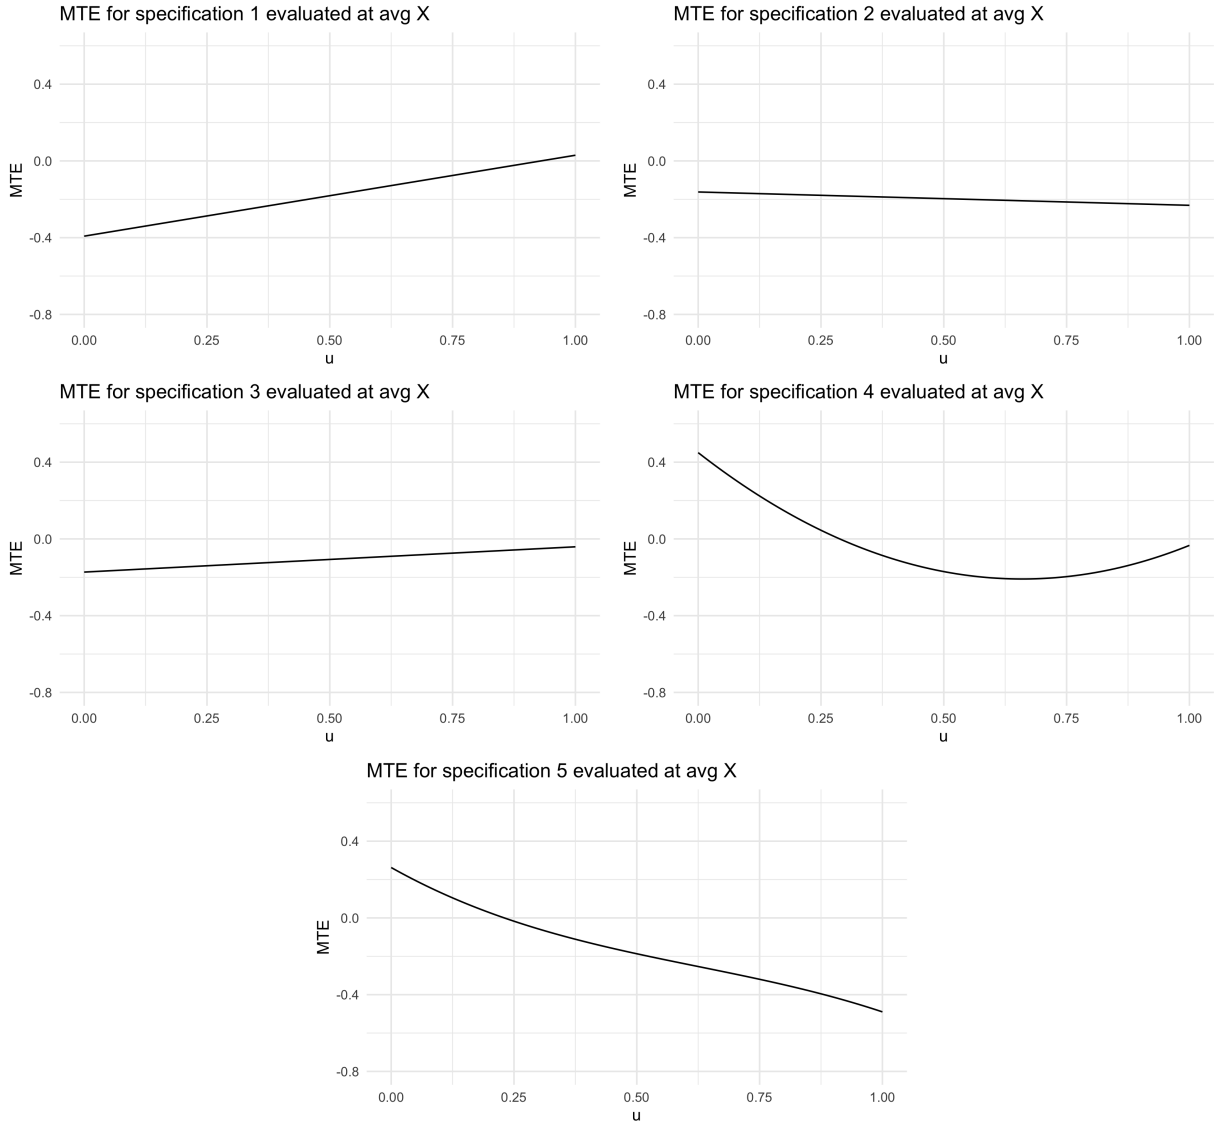 MTE for specification 1 evaluated at avg X
MTE
0.4
0.0
-0.4
-0.8
0.00 0.25 0.50 0.75 1.00
u
MTE for specification 2 evaluated at avg X
MTE
0.4
0.0
-0.4
-0.8
0.00 0.25 0.50 0.75 1.00
u
MTE for specification 3 evaluated at avg X
MTE
0.4
0.0
-0.4
-0.8
0.00 0.25 0.50 0.75 1.00
u
MTE for specification 4 evaluated at avg X
MTE
0.4
0.0
-0.4
-0.8
0.00 0.25 0.50 0.75 1.00
u
MTE for specification 5 evaluated at avg X
MTE
0.4
0.0
-0.4
-0.8
0.00 0.25 0.50 0.75 1.00
u